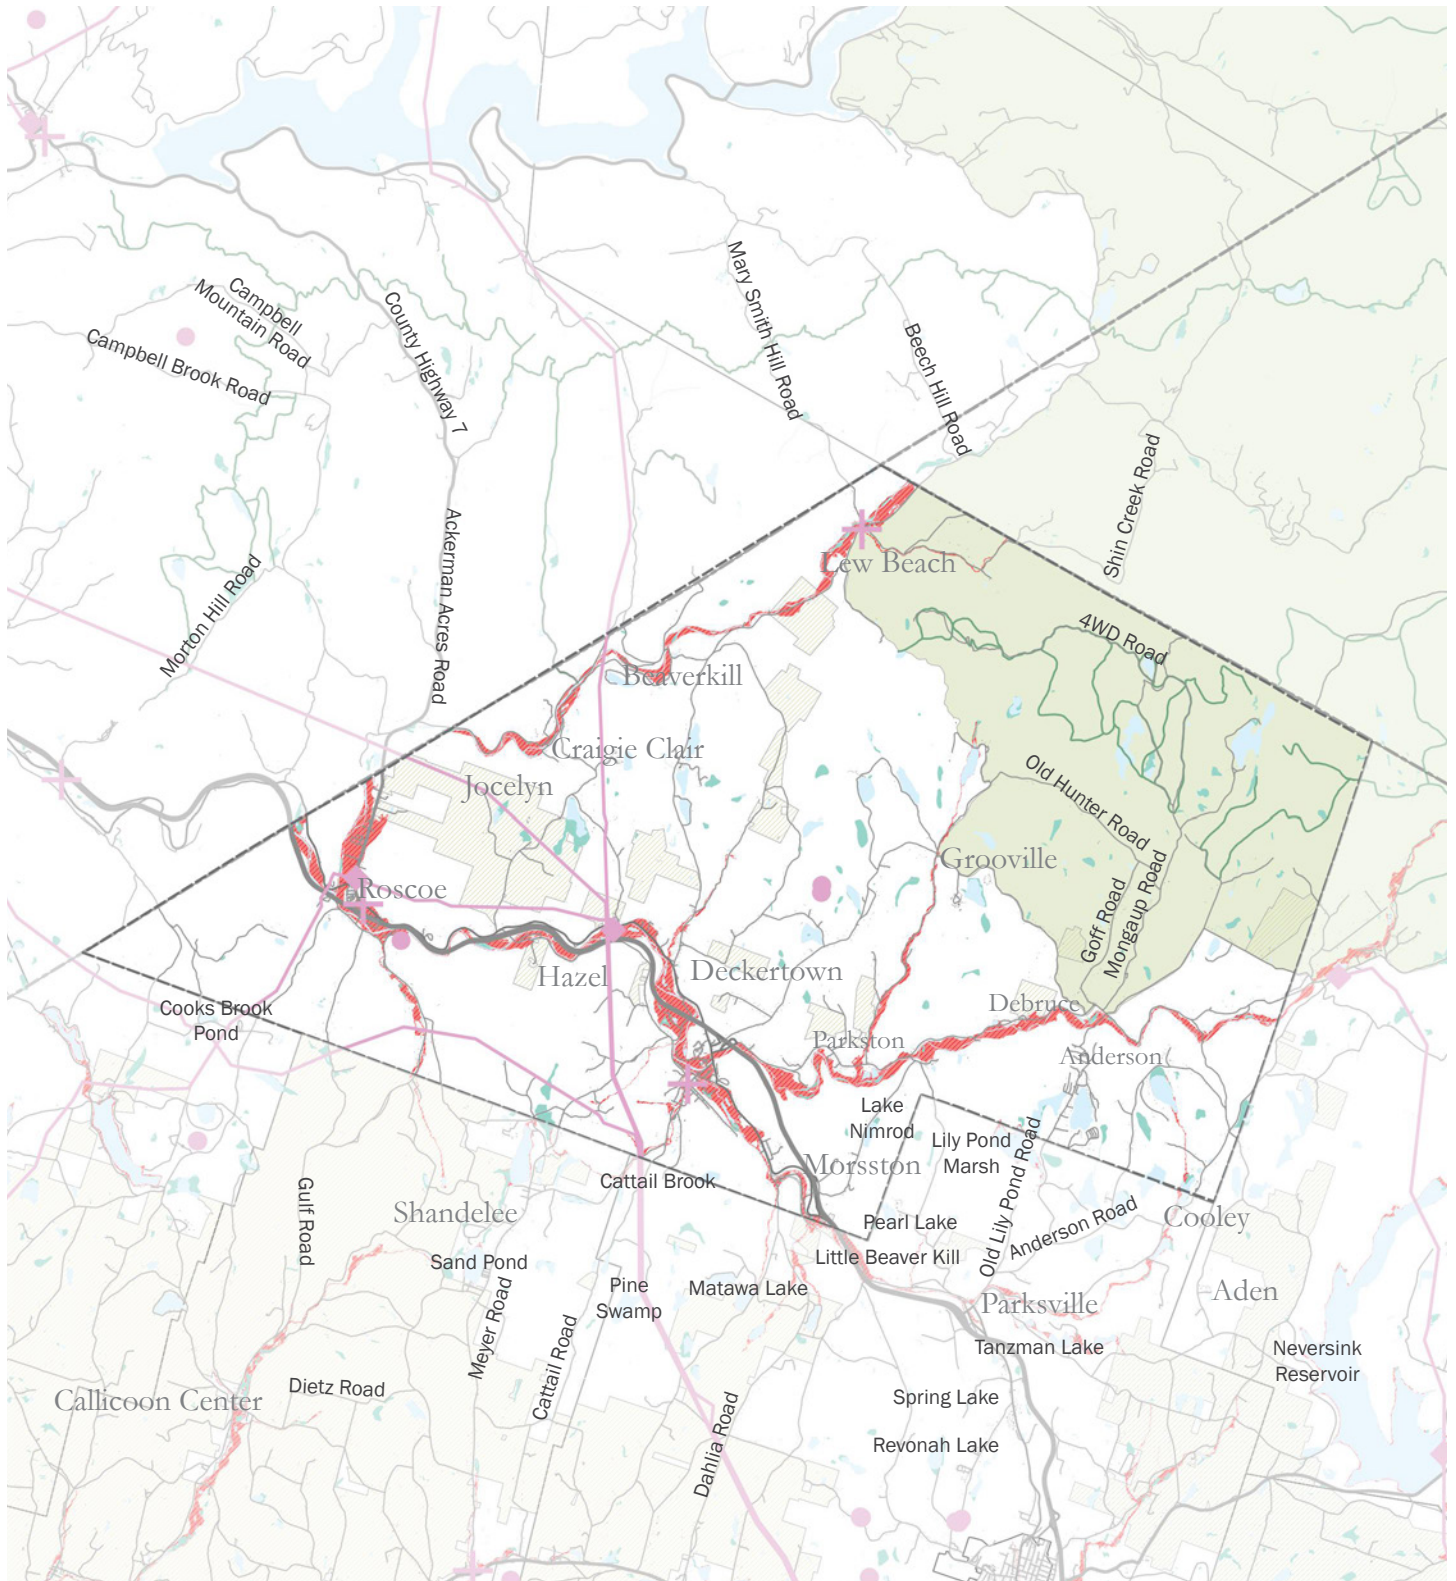 Mary Smith Hill Road
Campbell
Mountain Road
County Highway 7
Beech Hill Road
Campbell Brook Road
Shin Creek Road
Ackerman Acres Road
Lew Beach
Morton Hill Road
4WD Road
Beaverkill
Craigie Clair
Jocelyn
Old Hunter Road
Grooville
Roscoe
Goff Road
Mongaup Road
Hazel
Deckertown
Debruce
Cooks Brook
Pond
Parkston
Anderson
Lake
Nimrod
Lily Pond
Marsh
Old Lily Pond Road
Morsston
Cattail Brook
Gulf Road
Shandelee
Pearl Lake
Anderson Road
Cooley
Sand Pond
Little Beaver Kill
Pine
Swamp
Matawa Lake
Aden
Meyer Road
Parksville
Cattail Road
Tanzman Lake
Neversink
Reservoir
Callicoon Center
Dietz Road
Spring Lake
Dahlia Road
Revonah Lake